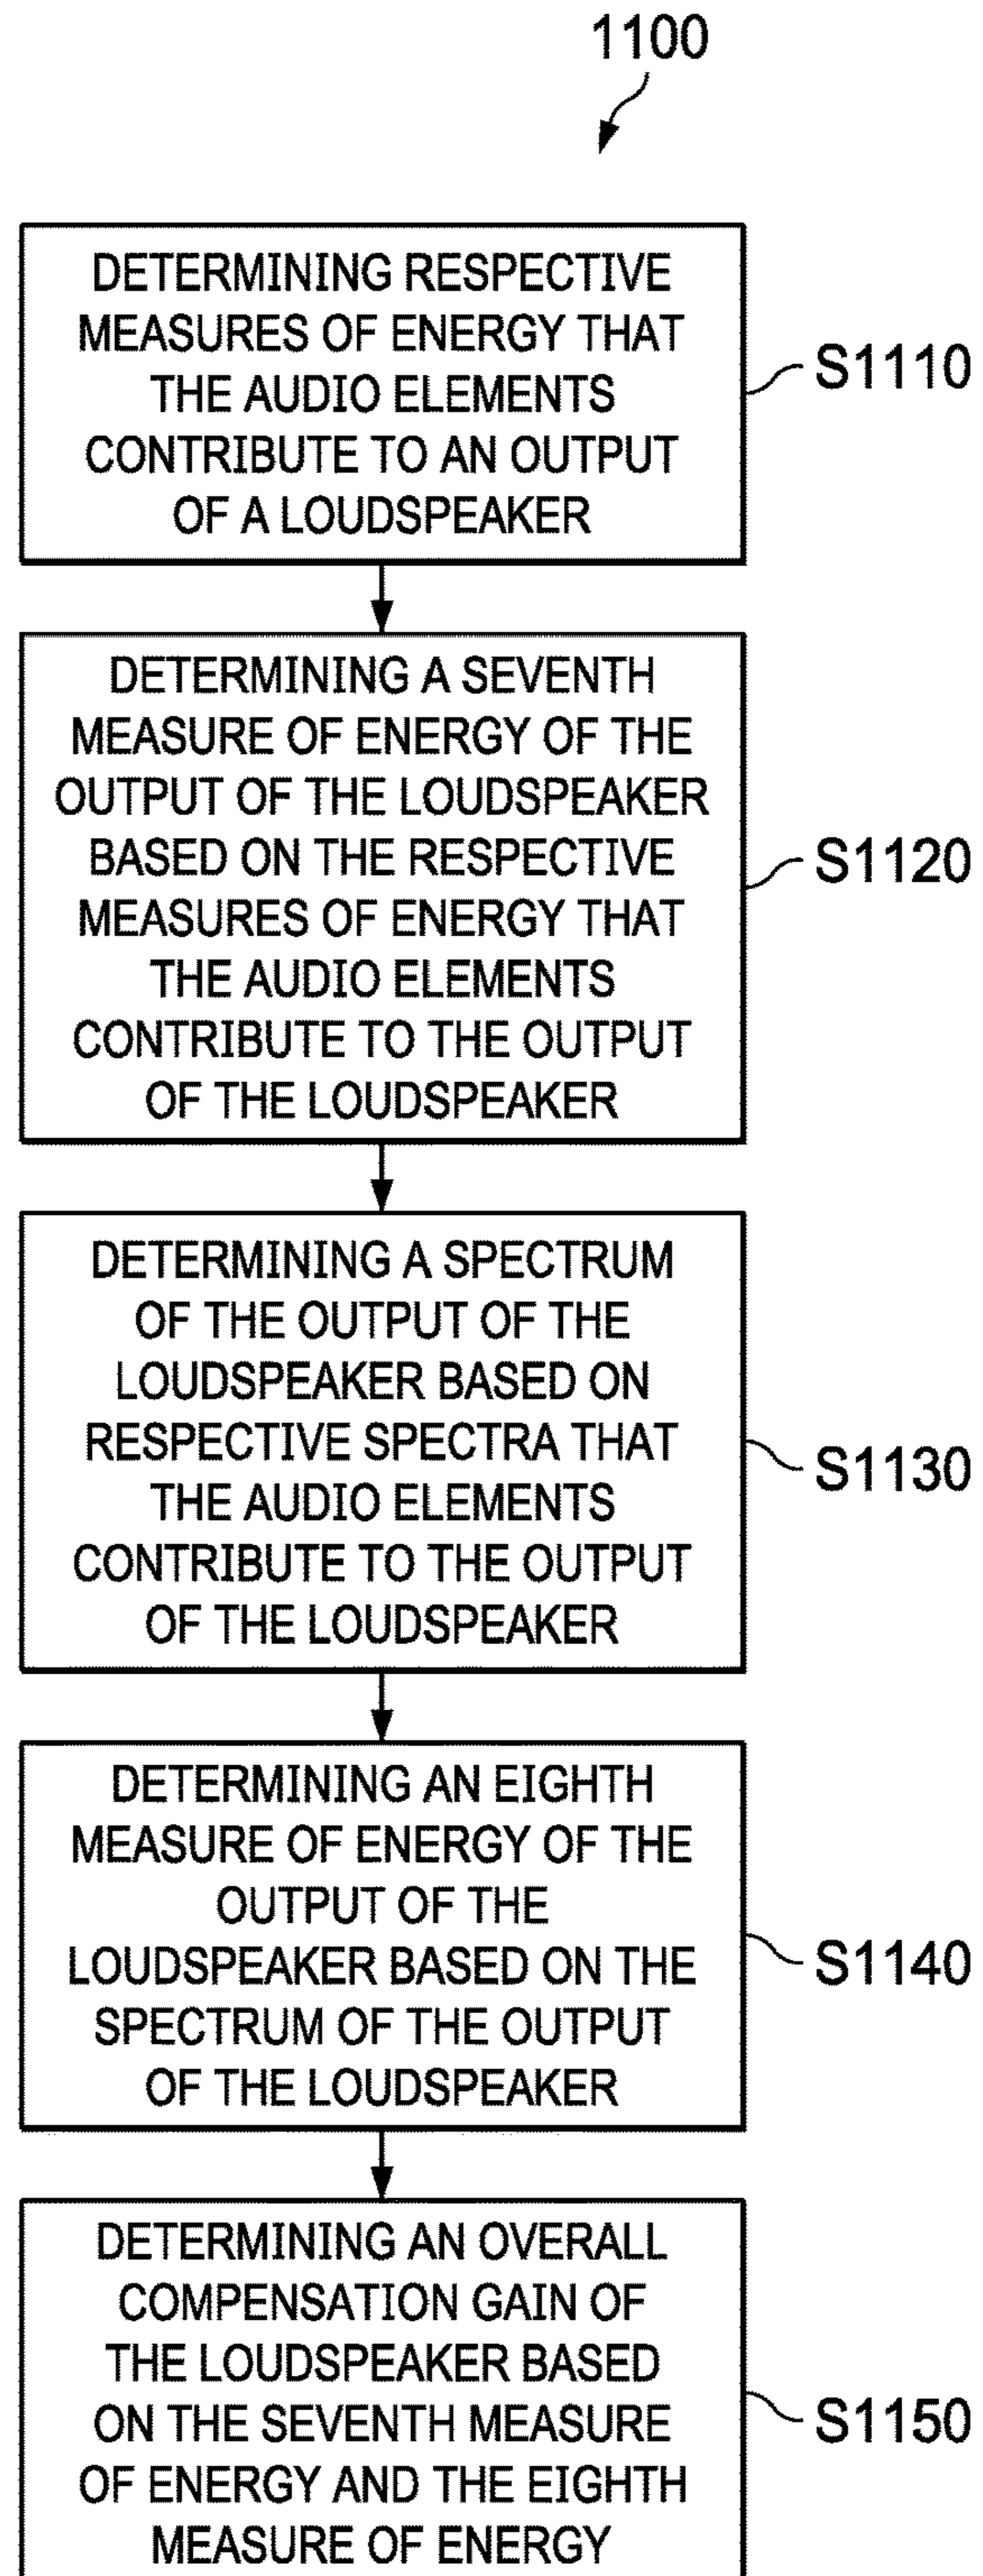 1100
DETERMINING RESPECTIVE
MEASURES OF ENERGY THAT
THE AUDIO ELEMENTS
CONTRIBUTE TO AN OUTPUT
OF A LOUDSPEAKER
S1110
DETERMINING A SEVENTH
MEASURE OF ENERGY OF THE
OUTPUT OF THE LOUDSPEAKER
BASED ON THE RESPECTIVE
MEASURES OF ENERGY THAT
THE AUDIO ELEMENTS
CONTRIBUTE TO THE OUTPUT
OF THE LOUDSPEAKER
S1120
DETERMINING A SPECTRUM
OF THE OUTPUT OF THE
LOUDSPEAKER BASED ON
RESPECTIVE SPECTRA THAT
THE AUDIO ELEMENTS
CONTRIBUTE TO THE OUTPUT
OF THE LOUDSPEAKER
S1130
DETERMINING AN EIGHTH
MEASURE OF ENERGY OF THE
OUTPUT OF THE
LOUDSPEAKER BASED ON THE
SPECTRUM OF THE OUTPUT
OF THE LOUDSPEAKER
S1140
DETERMINING AN OVERALL
COMPENSATION GAIN OF
THE LOUDSPEAKER BASED
ON THE SEVENTH MEASURE
OF ENERGY AND THE EIGHTH
MEASURE OF ENERGY
S1150